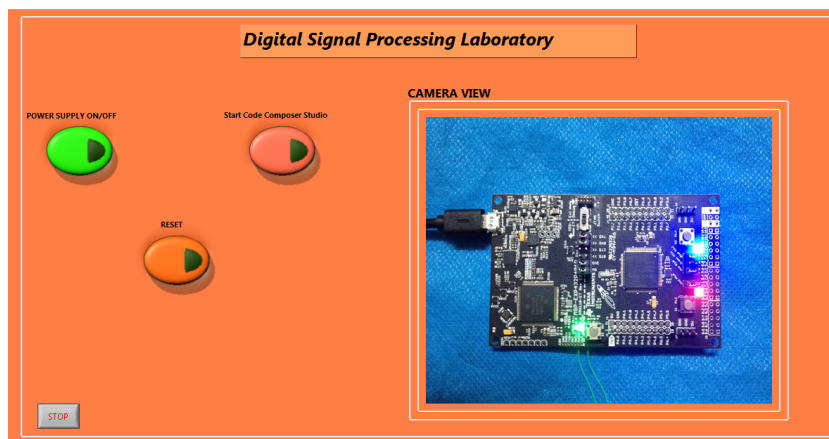 Digital Signal Processing Laboratory
CAMERA VIEW
POWER SUPPLY ON/OFF
Start Code Composer Studio
RESET
STOP